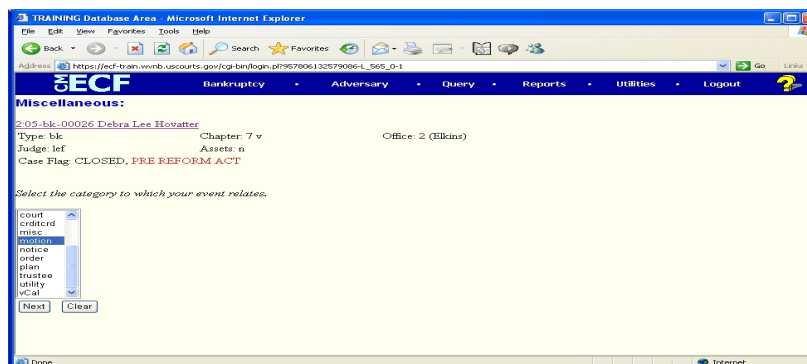 TRAINING Database Area - Microsoft Internet Explorer
File Edit View Favorites Tools Help
Back Search Favorites
Address https://ecf-train.wvnb.uscourts.gov/cgi-bin/login.pl?957806132579086-L_565_0-1 Go Links
CM ECF Bankruptcy • Adversary • Query • Reports • Utilities • Logout ?
Miscellaneous:
2:05-bk-00026 Debra Lee Hovatter
Type: bk Chapter: 7 v Office: 2 (Elkins)
Judge: lef Assets: n
Case Flag: CLOSED, PRE REFORM ACT
Select the category to which your event relates.
court
crditcrd
misc
motion
notice
order
plan
trustee
utility
vCal
Next Clear
Done Internet